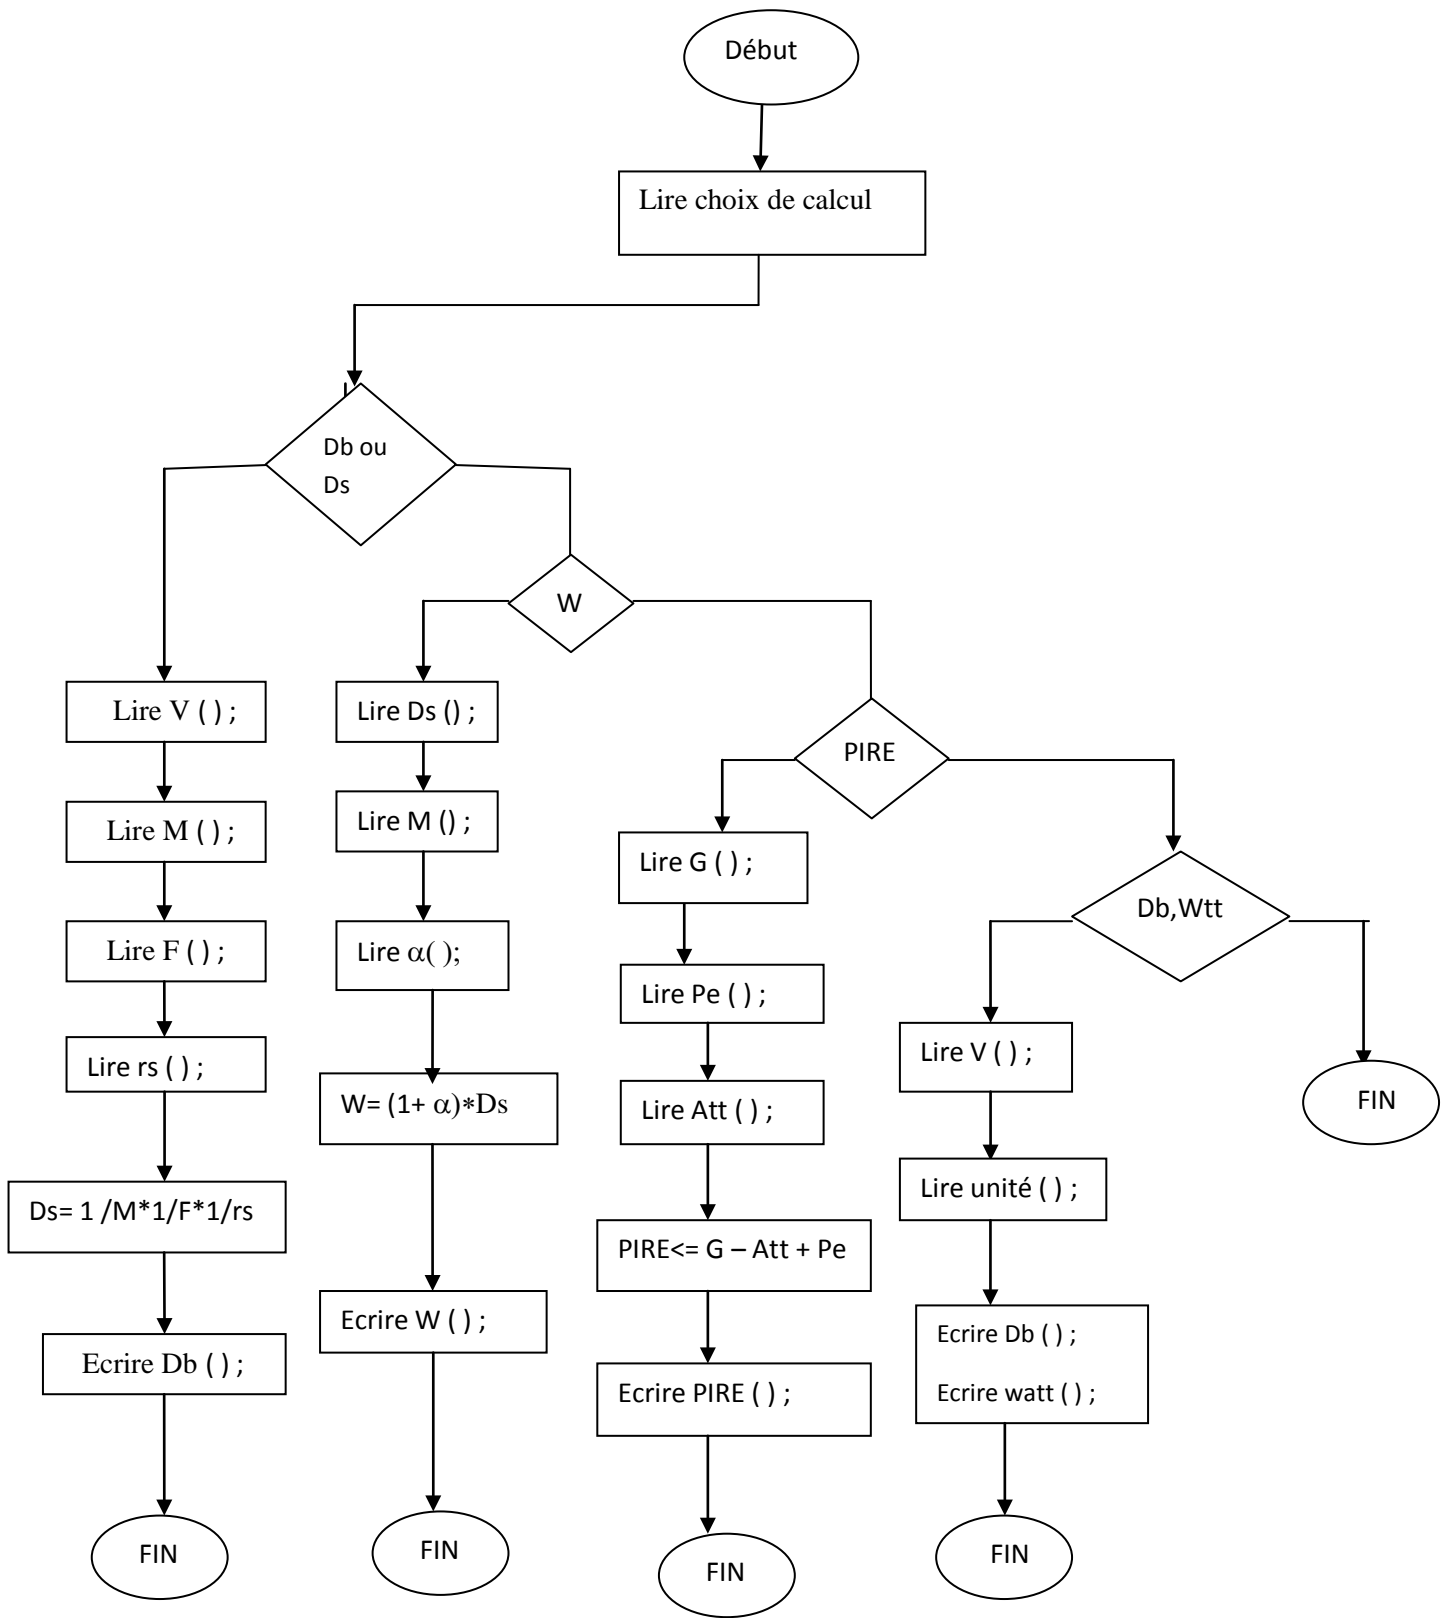 Début
Lire choix de calcul
Db ou
Ds
W
PIRE
Db,Wtt
Lire V ( ) ;
Lire M ( ) ;
Lire F ( ) ;
Lire rs ( ) ;
Ds= 1 /M*1/F*1/rs
Ecrire Db ( ) ;
FIN
Lire Ds () ;
Lire M () ;
Lire α( );
W= (1+ α)*Ds
Ecrire W ( ) ;
FIN
Lire G ( ) ;
Lire Pe ( ) ;
Lire Att ( ) ;
PIRE<= G – Att + Pe
Ecrire PIRE ( ) ;
FIN
Lire V ( ) ;
Lire unité ( ) ;
Ecrire Db ( ) ;
Ecrire watt ( ) ;
FIN
FIN